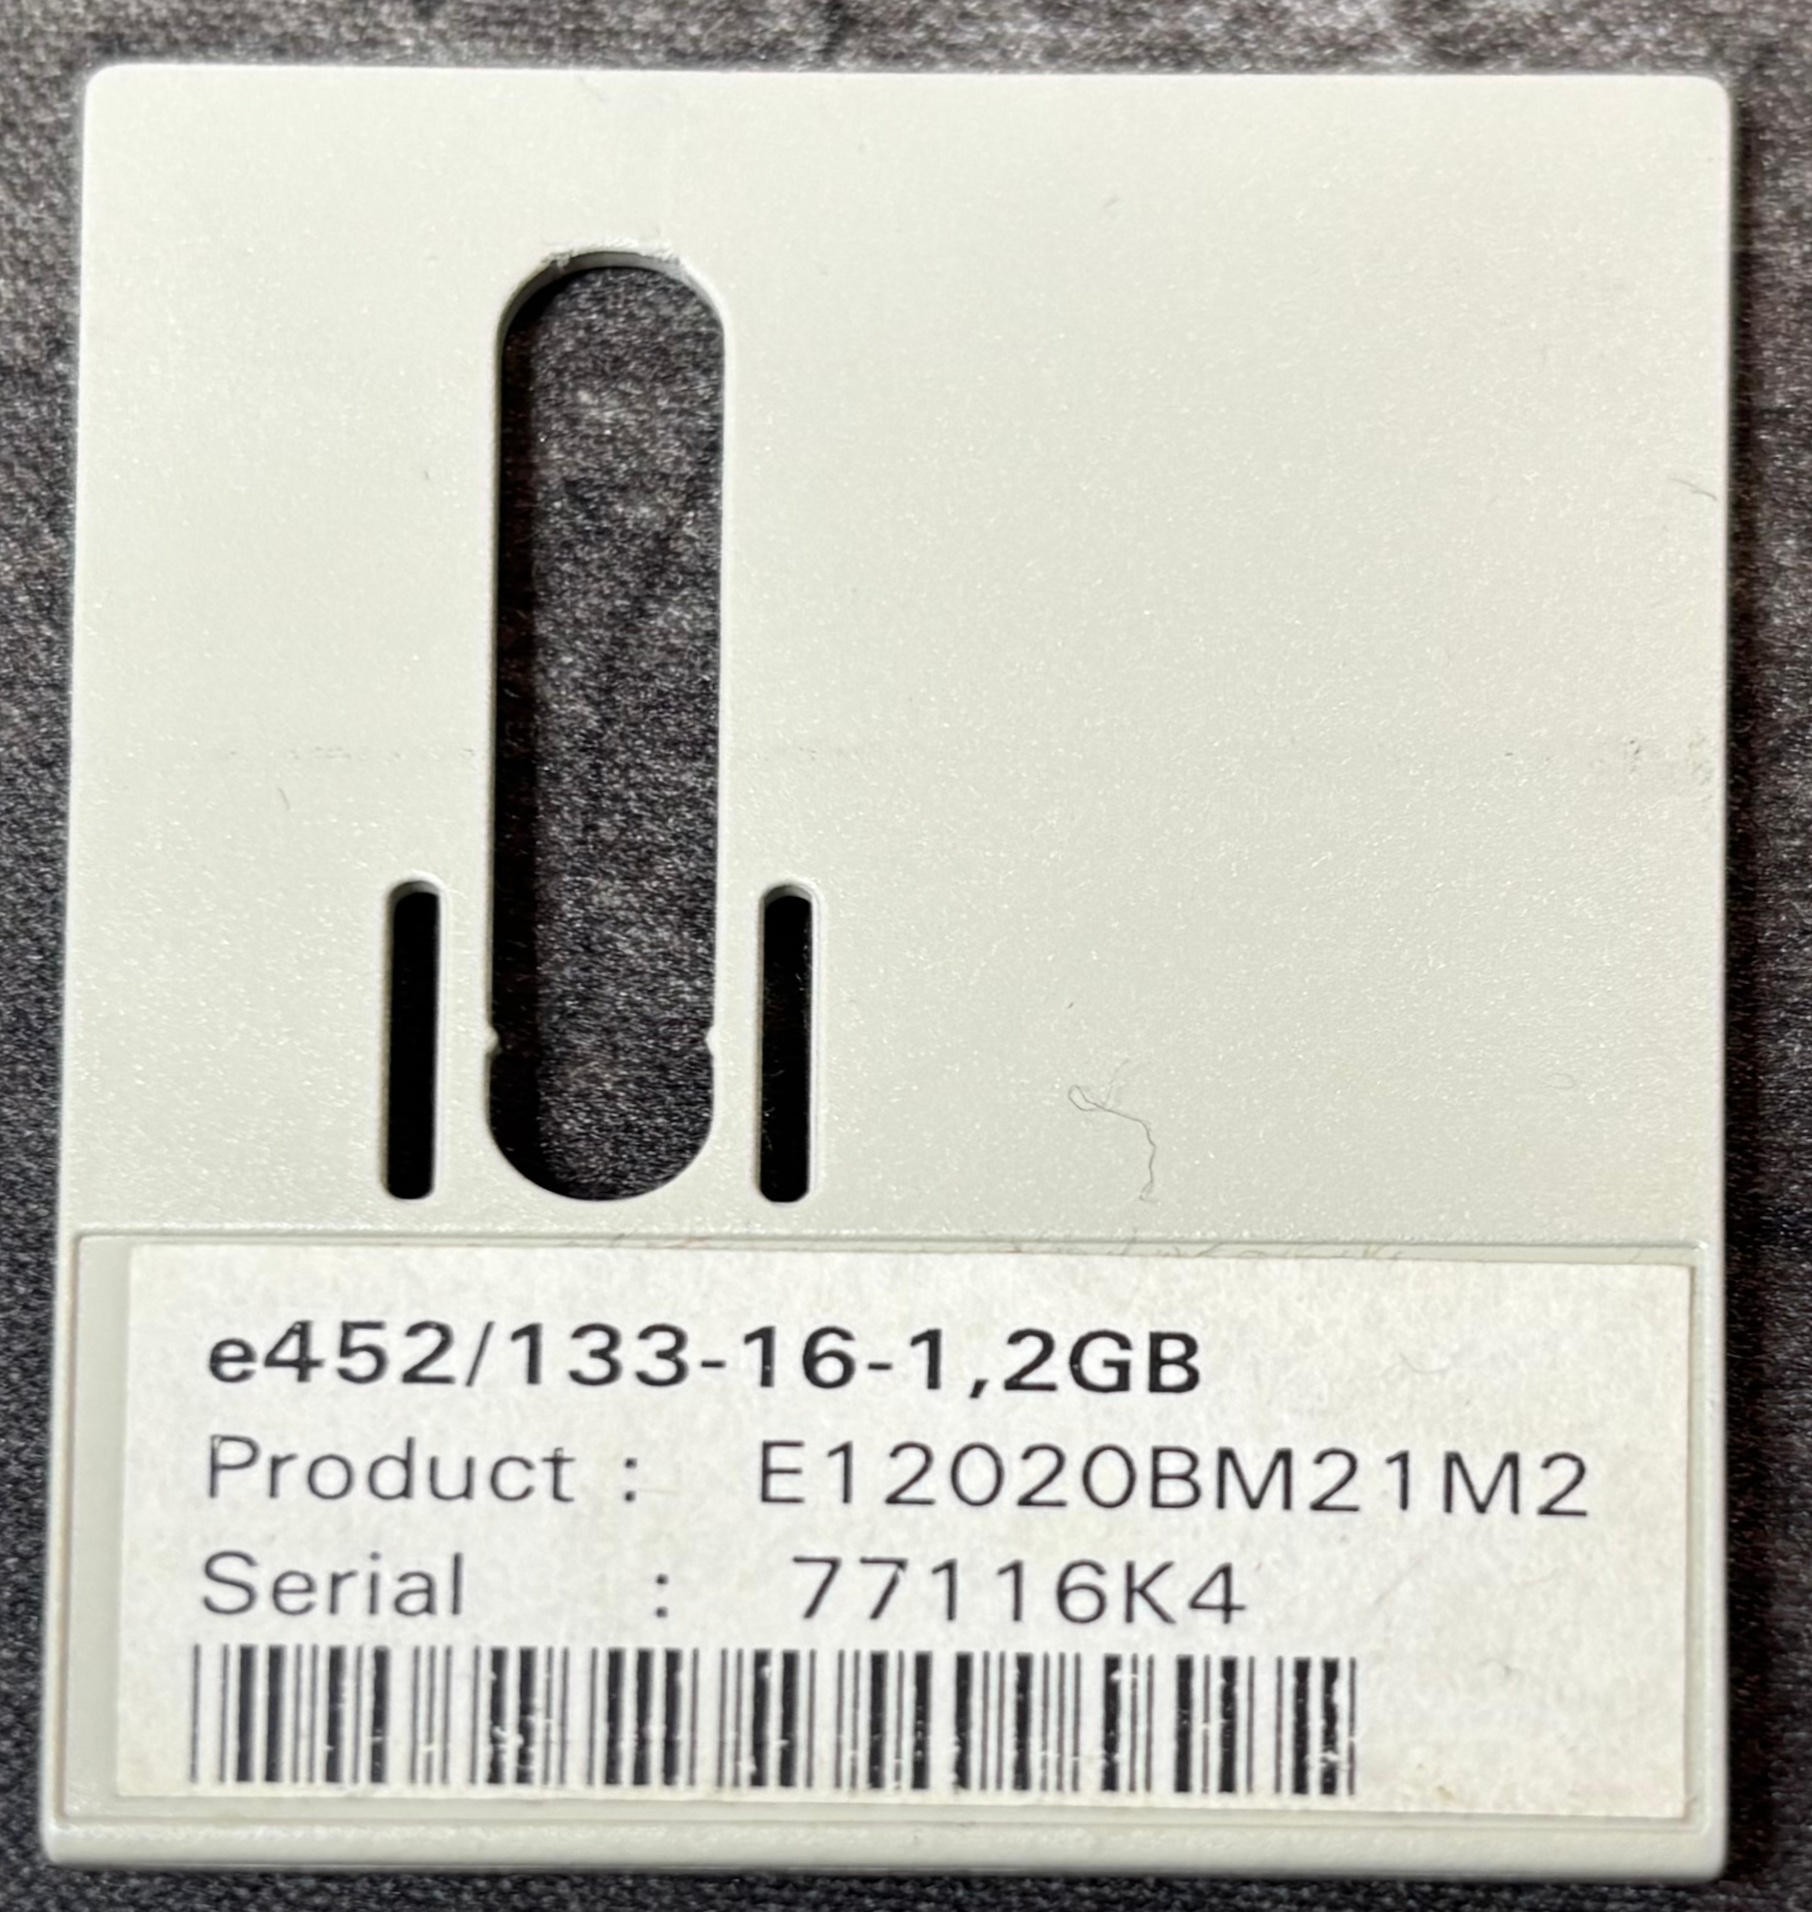 e452/133-16-1,2GB
Product : E12020BM21M2
Serial : 77116K4